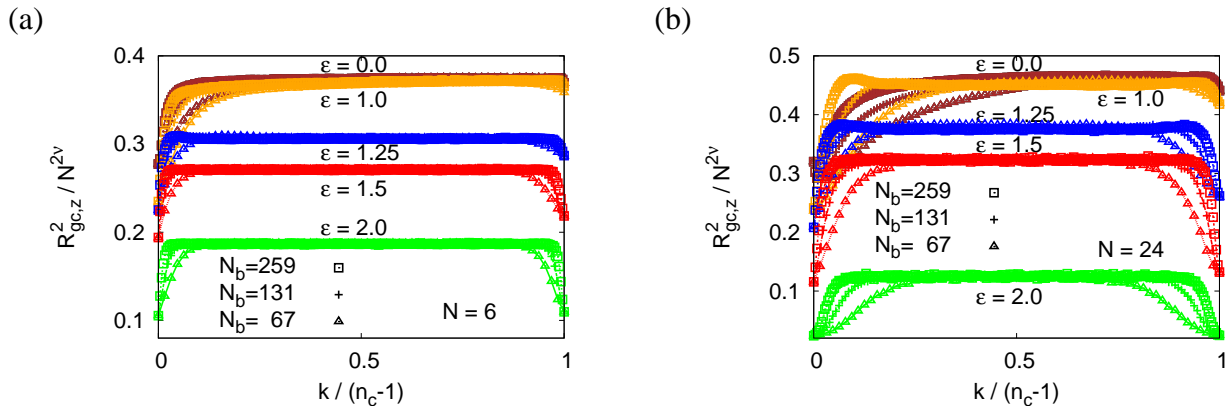 (a)
R²gc,z / N²ν
0.4
0.3
0.2
0.1
ε = 0.0
ε = 1.0
ε = 1.25
ε = 1.5
ε = 2.0
Nb=259
Nb=131
Nb= 67
N = 6
0
0.5
1
k / (nc-1)
(b)
R²gc,z / N²ν
0.5
0.4
0.3
0.2
0.1
ε = 0.0
ε = 1.0
ε = 1.25
ε = 1.5
Nb=259
Nb=131
Nb= 67
N = 24
ε = 2.0
0
0.5
1
k / (nc-1)